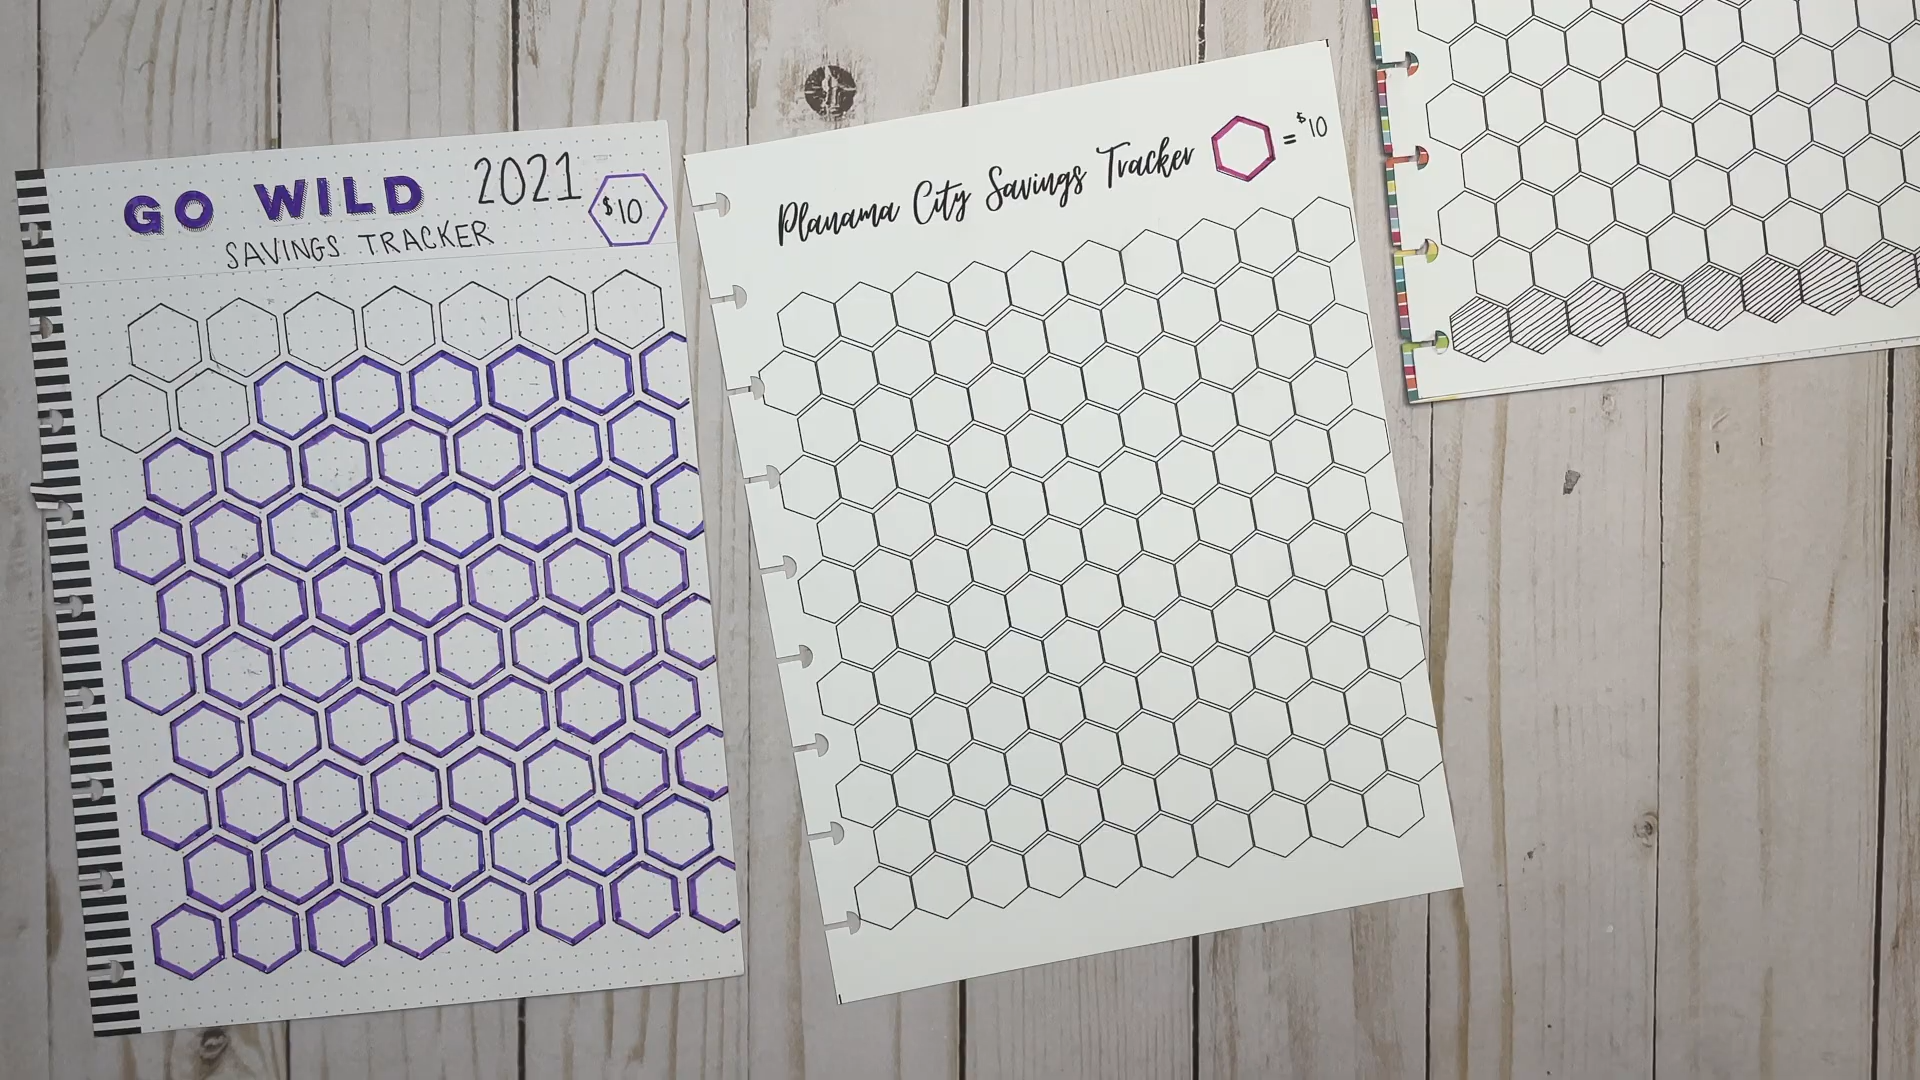 GO WILD 2021
SAVINGS TRACKER
$10
Planama City Savings Tracker = $10